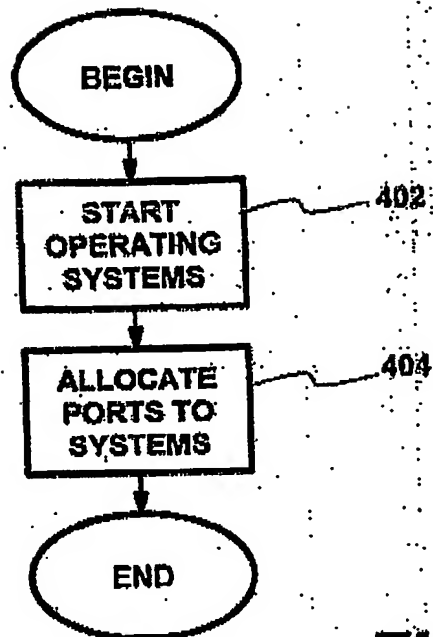 BEGIN
START
OPERATING
SYSTEMS
402
ALLOCATE
PORTS TO
SYSTEMS
404
END